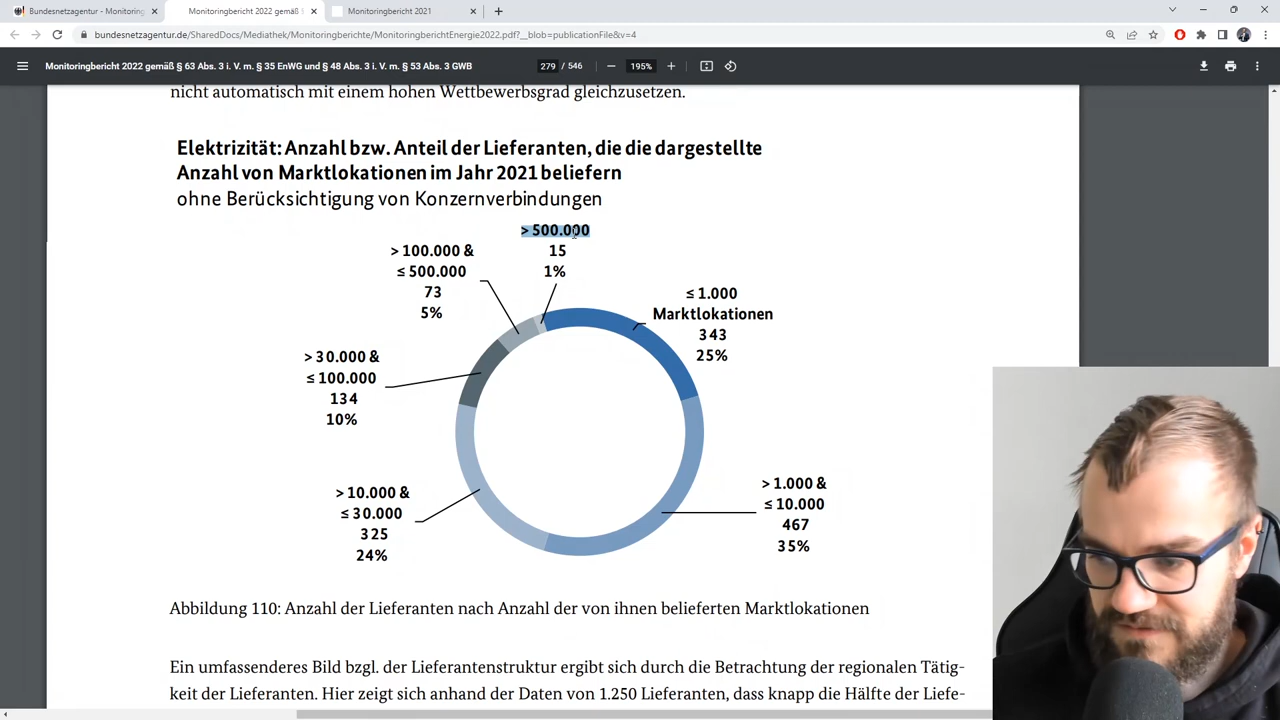 Bundesnetzagentur - Monitoring
Monitoringbericht 2022 gemäß §
Monitoringbericht 2021
bundesnetzagentur.de/SharedDocs/Mediathek/Monitoringberichte/MonitoringberichtEnergie2022.pdf?__blob=publicationFile&v=4
Monitoringbericht 2022 gemäß § 63 Abs. 3 i. V. m. § 35 EnWG und § 48 Abs. 3 i. V. m. § 53 Abs. 3 GWB
279 / 546
195%
nicht automatisch mit einem hohen Wettbewerbsgrad gleichzusetzen.
Elektrizität: Anzahl bzw. Anteil der Lieferanten, die die dargestellte
Anzahl von Marktlokationen im Jahr 2021 beliefern
ohne Berücksichtigung von Konzernverbindungen
> 500.000
15
1%
> 100.000 &
≤ 500.000
73
5%
≤ 1.000
Marktlokationen
343
25%
> 30.000 &
≤ 100.000
134
10%
> 10.000 &
≤ 30.000
325
24%
> 1.000 &
≤ 10.000
467
35%
Abbildung 110: Anzahl der Lieferanten nach Anzahl der von ihnen belieferten Marktlokationen
Ein umfassenderes Bild bzgl. der Lieferantenstruktur ergibt sich durch die Betrachtung der regionalen Tätig-
keit der Lieferanten. Hier zeigt sich anhand der Daten von 1.250 Lieferanten, dass knapp die Hälfte der Liefe-